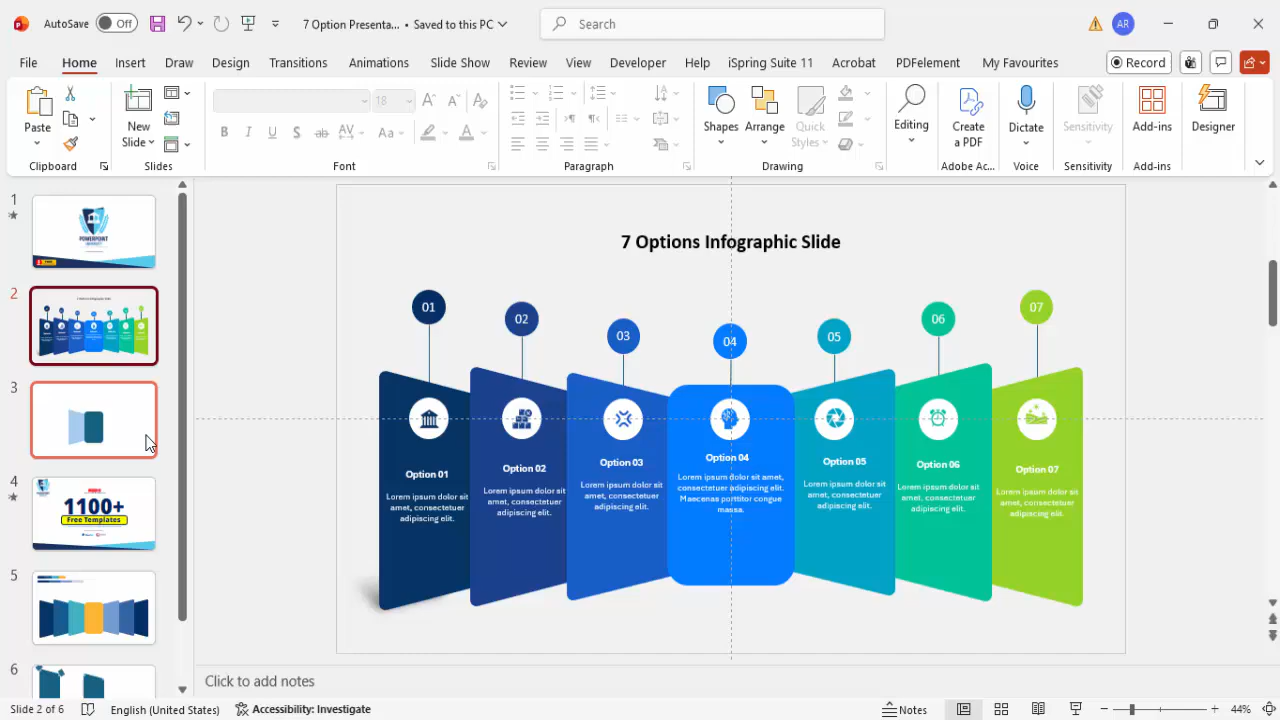 AutoSave Off 7 Option Presenta... • Saved to this PC Search AR
File Home Insert Draw Design Transitions Animations Slide Show Review View Developer Help iSpring Suite 11 Acrobat PDFelement My Favourites Record
Paste
New
Slide
18
Shapes
Arrange
Quick
Styles
Editing
Create
a PDF
Dictate
Sensitivity
Add-ins
Designer
Clipboard Slides Font Paragraph Drawing Adobe Ac... Voice Sensitivity Add-ins
1
POWERPOINT
2
3
4
1100+
Free Templates
5
6
7 Options Infographic Slide
01
02
03
04
05
06
07
Option 01
Lorem ipsum dolor sit
amet, consectetuer
adipiscing elit.
Option 02
Lorem ipsum dolor sit
amet, consectetuer
adipiscing elit.
Option 03
Lorem ipsum dolor sit
amet, consectetuer
adipiscing elit.
Option 04
Lorem ipsum dolor sit amet,
consectetuer adipiscing elit.
Maecenas porttitor congue
massa.
Option 05
Lorem ipsum dolor sit
amet, consectetuer
adipiscing elit.
Option 06
Lorem ipsum dolor sit
amet, consectetuer
adipiscing elit.
Option 07
Lorem ipsum dolor sit
amet, consectetuer
adipiscing elit.
Click to add notes
Slide 2 of 6 English (United States) Accessibility: Investigate Notes 44%